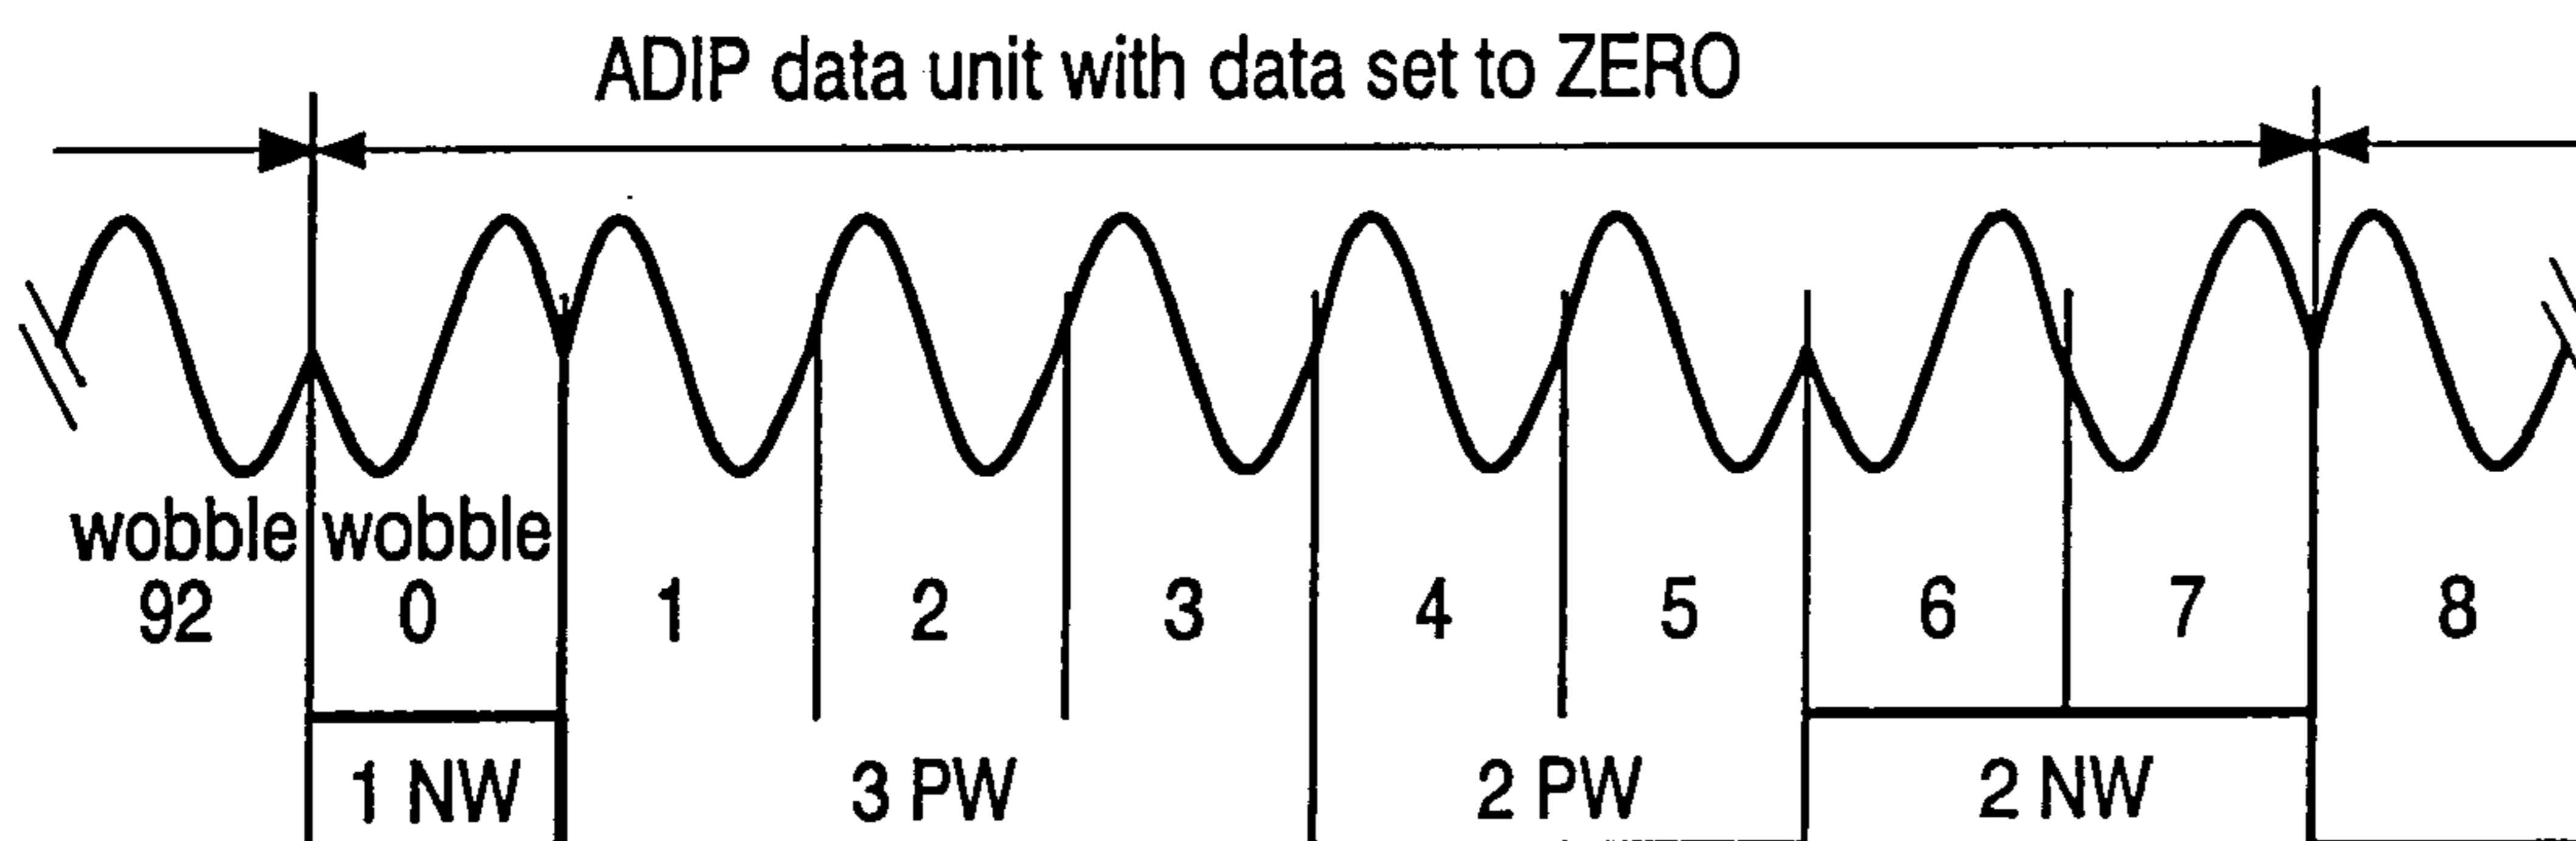 ADIP data unit with data set to ZERO
wobble wobble
92 0 1 2 3 4 5 6 7 8
1 NW 3 PW 2 PW 2 NW